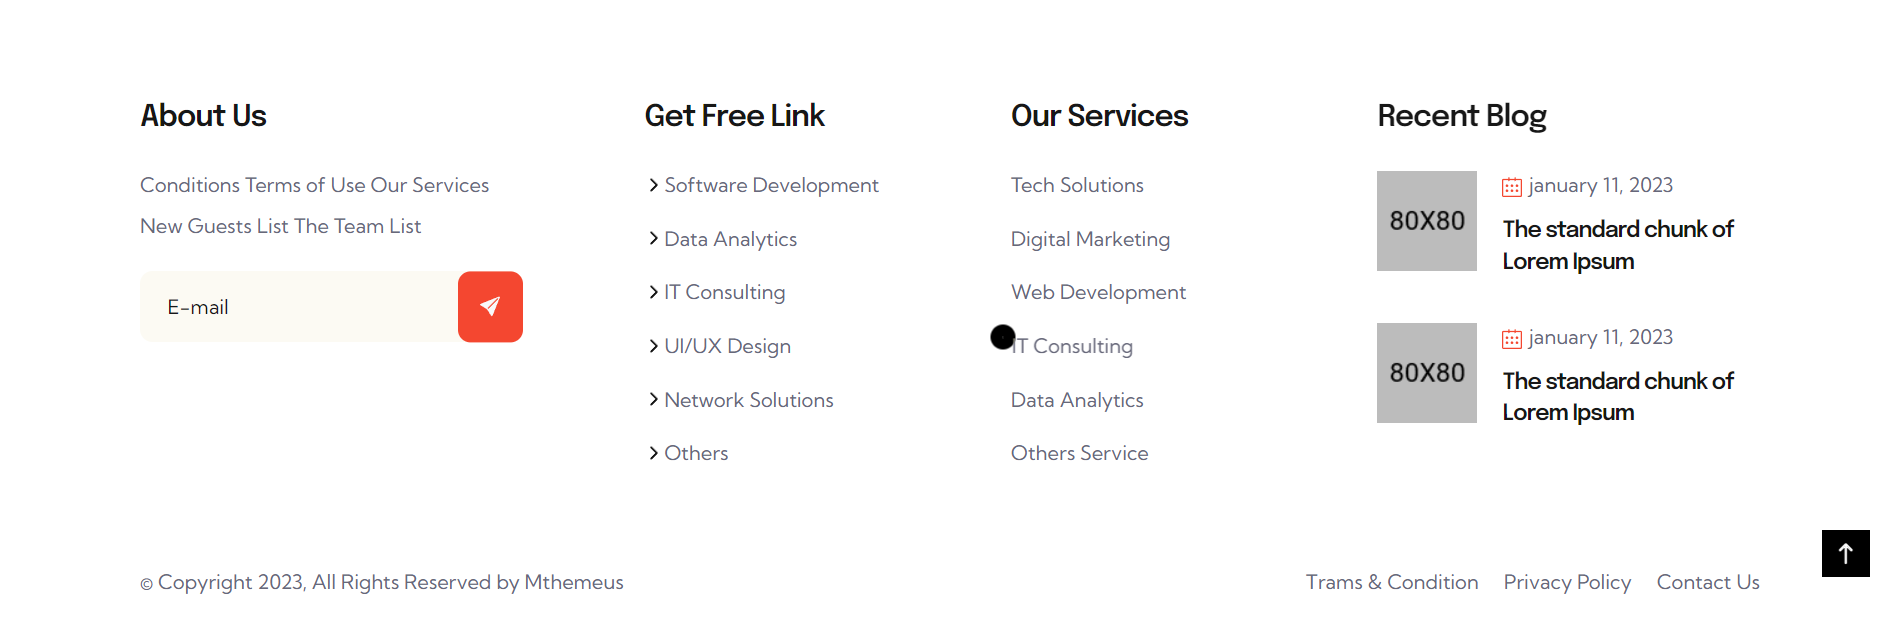 About Us
Conditions Terms of Use Our Services
New Guests List The Team List
E-mail
Get Free Link
Software Development
Data Analytics
IT Consulting
UI/UX Design
Network Solutions
Others
Our Services
Tech Solutions
Digital Marketing
Web Development
IT Consulting
Data Analytics
Others Service
Recent Blog
80X80
january 11, 2023
The standard chunk of
Lorem Ipsum
80X80
january 11, 2023
The standard chunk of
Lorem Ipsum
© Copyright 2023, All Rights Reserved by Mthemeus
Trams & Condition
Privacy Policy
Contact Us